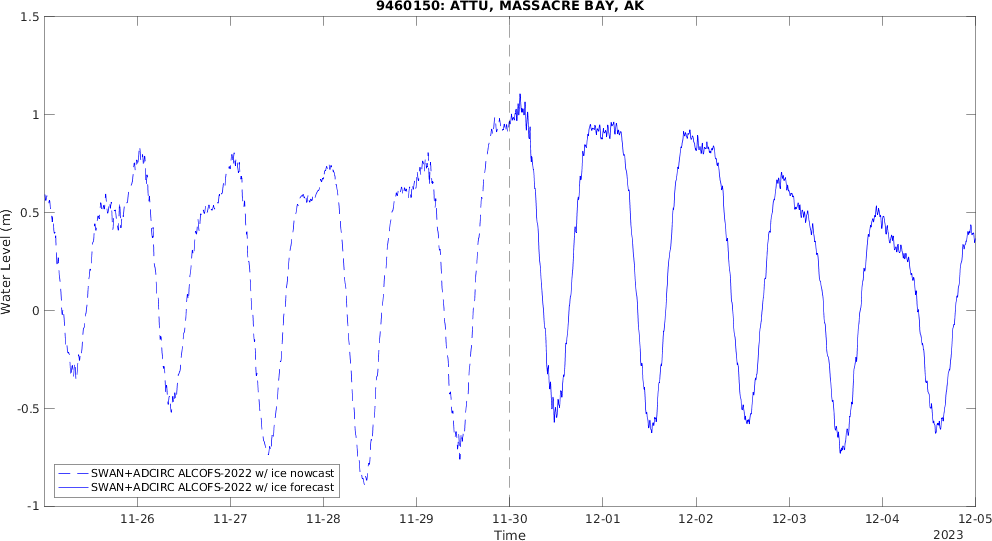 9460150: ATTU, MASSACRE BAY, AK
1.5
1
0.5
0
-0.5
-1
Water Level (m)
SWAN+ADCIRC ALCOFS-2022 w/ ice nowcast
SWAN+ADCIRC ALCOFS-2022 w/ ice forecast
11-26 11-27 11-28 11-29 11-30 12-01 12-02 12-03 12-04 12-05
Time
2023